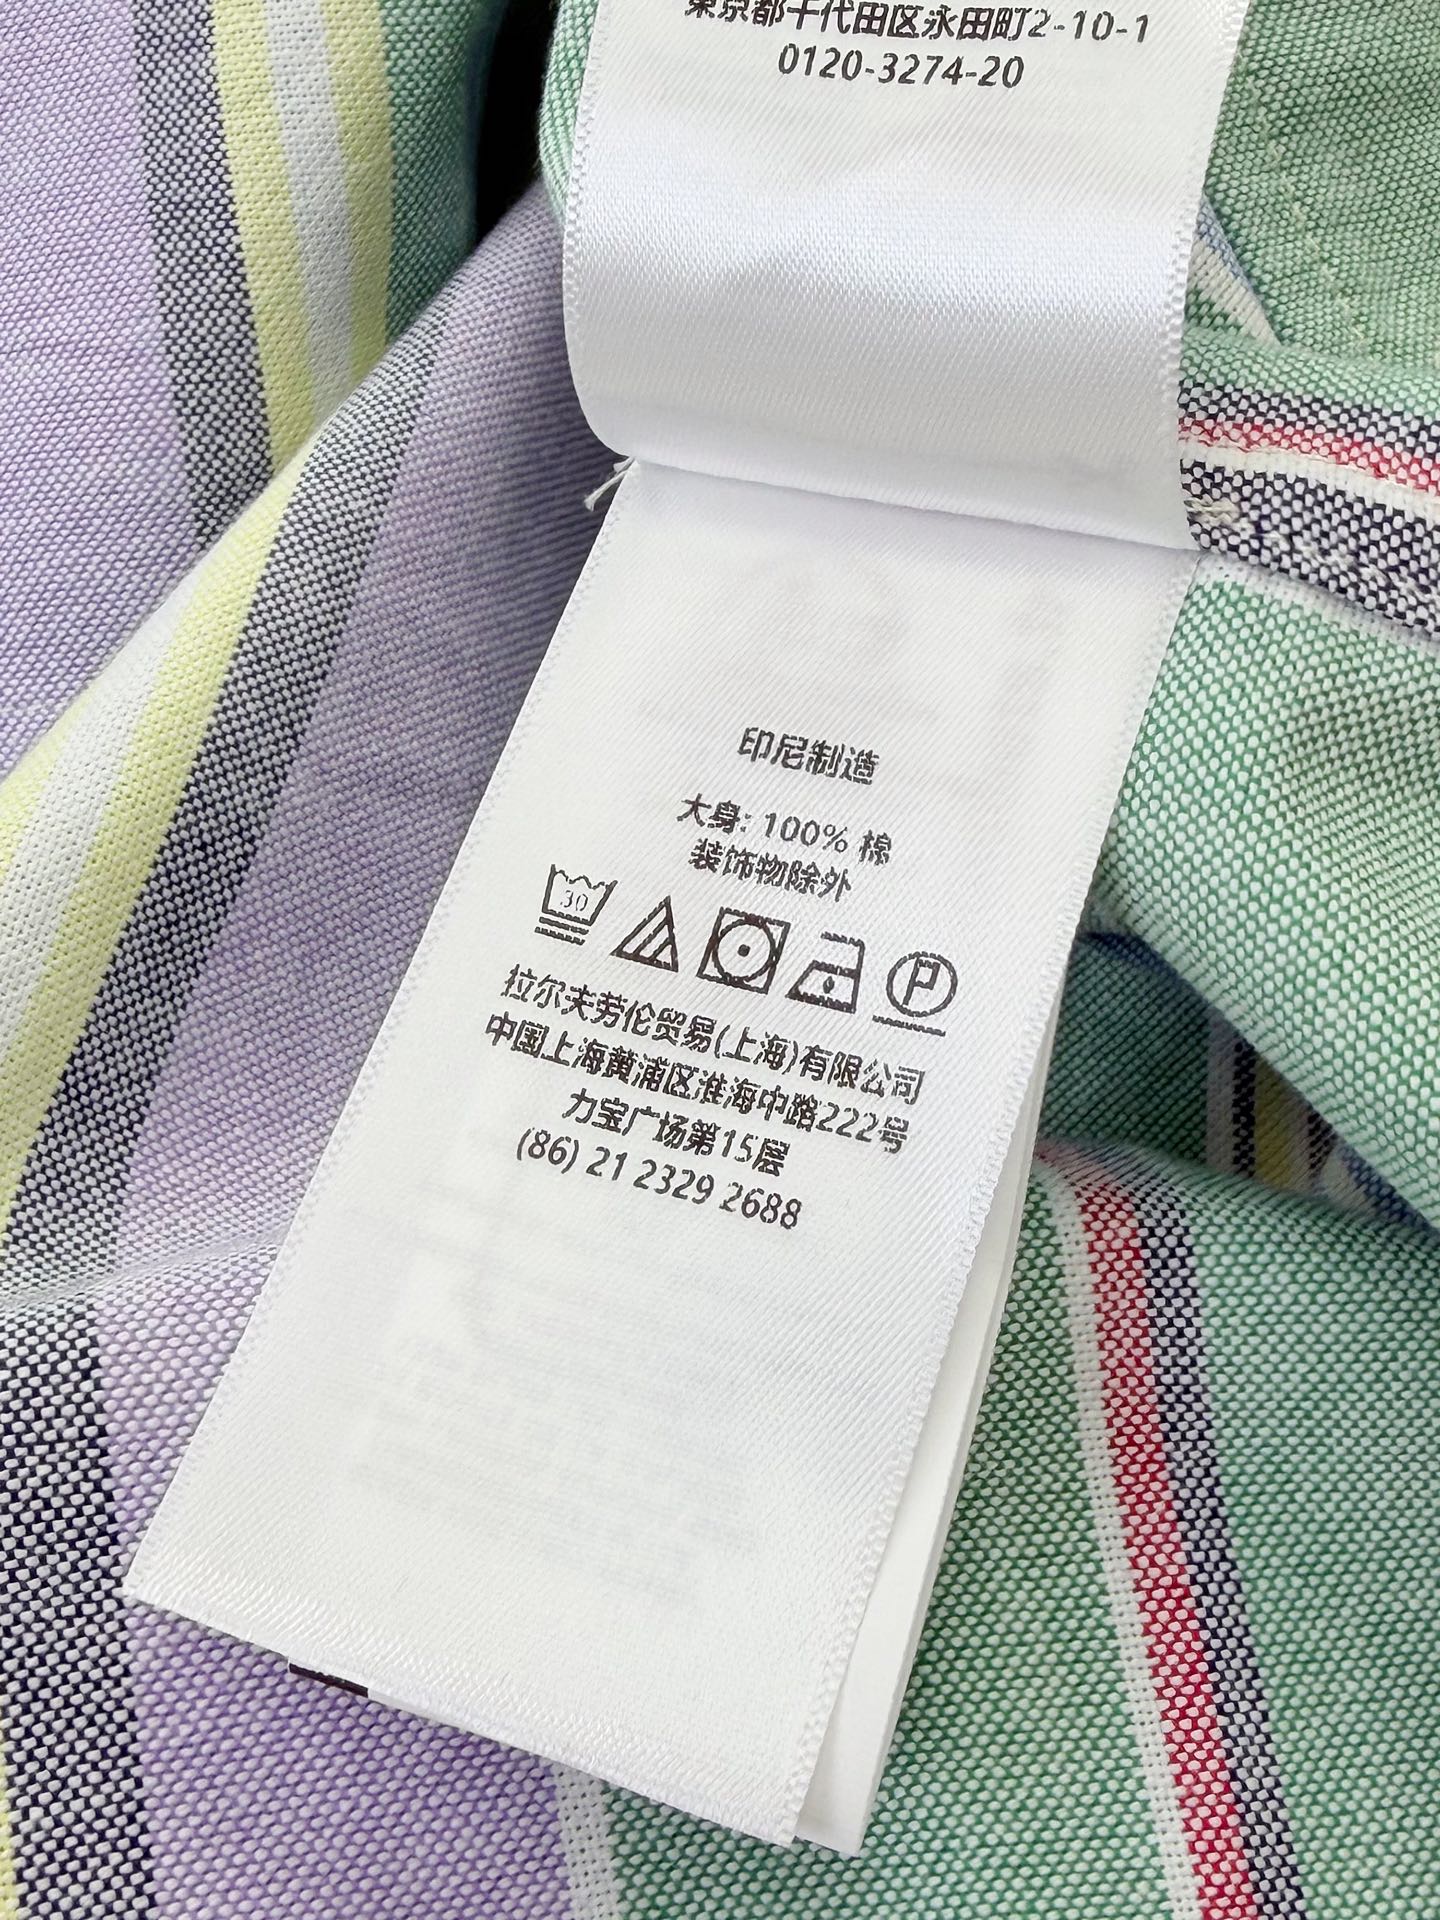 東京都千代田区永田町2-10-1
0120-3274-20
印尼制造
大身: 100% 棉
装饰物除外
30
P
拉尔夫劳伦贸易(上海)有限公司
中国上海黄浦区淮海中路222号
力宝广场第15层
(86) 21 2329 2688